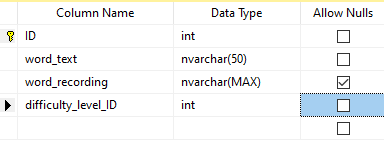 Column Name Data Type Allow Nulls
ID int
word_text nvarchar(50)
word_recording nvarchar(MAX)
difficulty_level_ID int